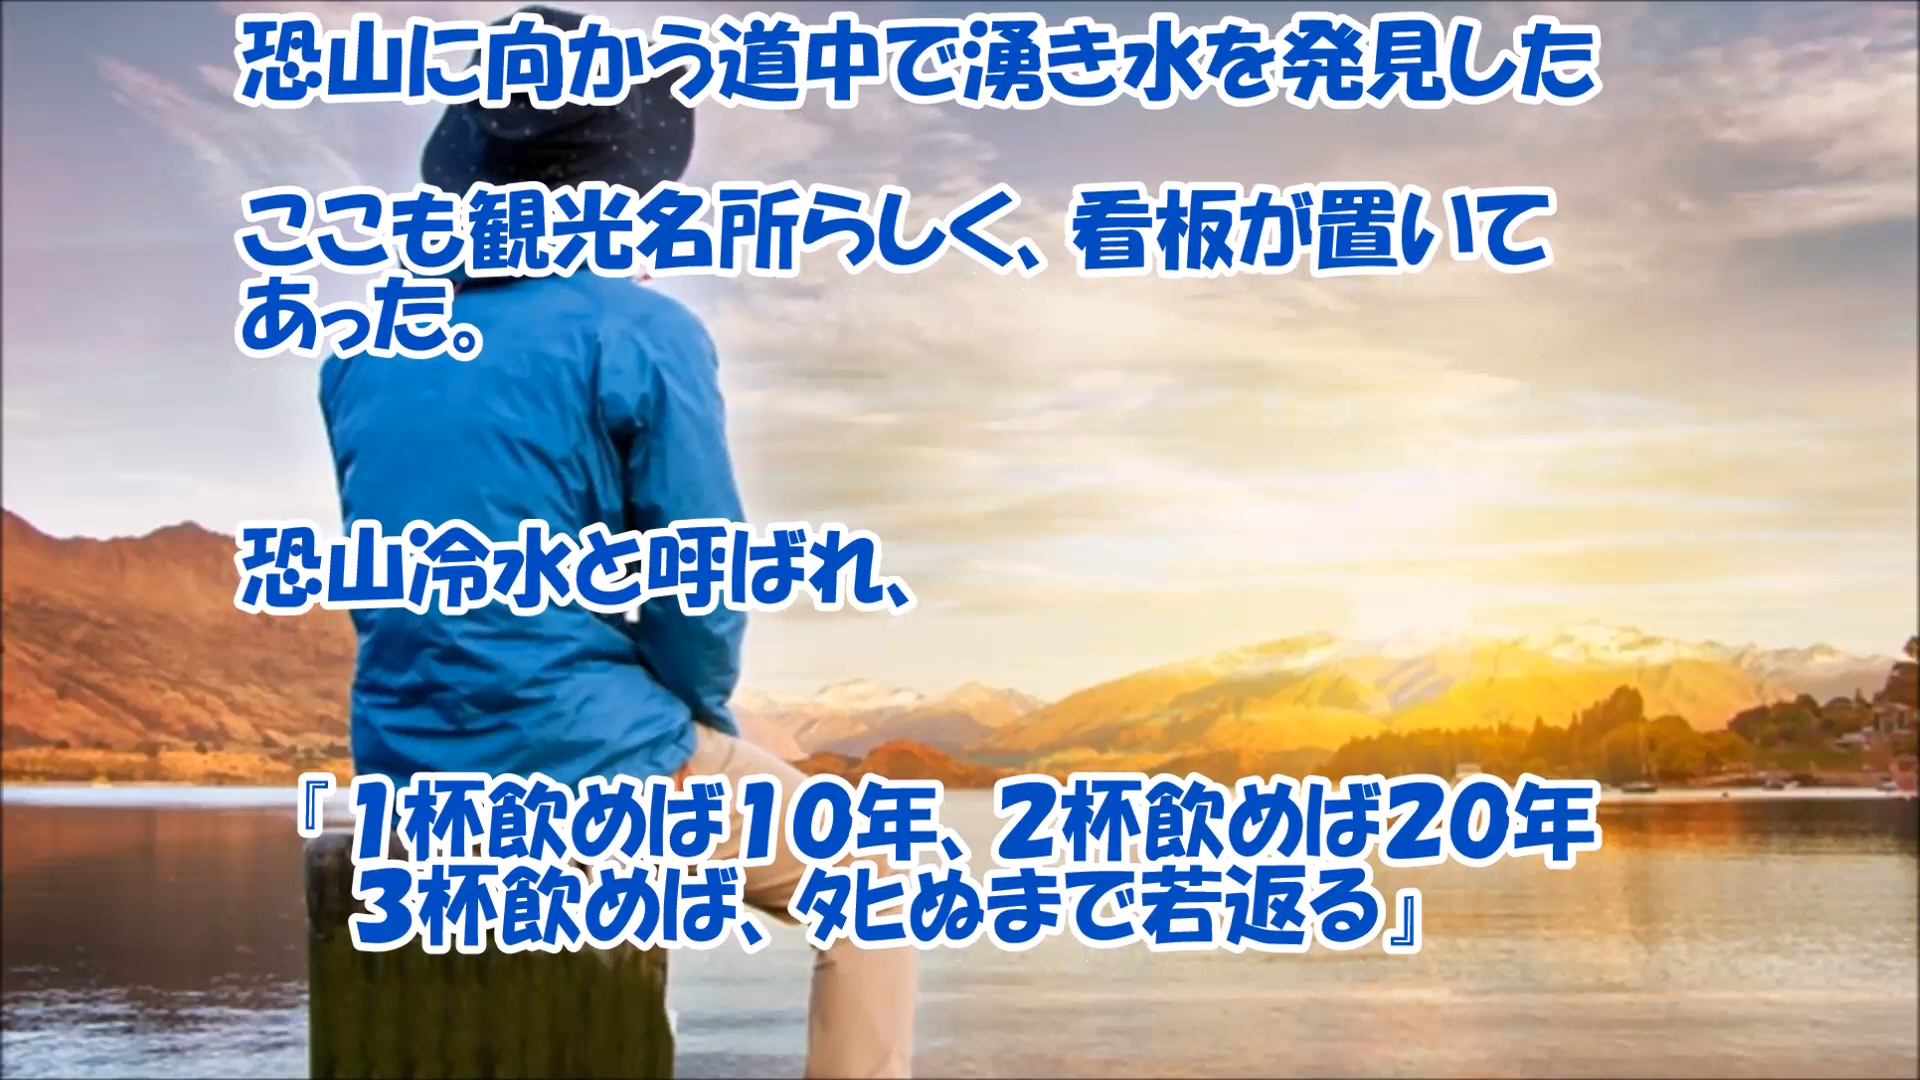 恐山に向かう道中で湧き水を発見した
ここも観光名所らしく、看板が置いて
あった。
恐山冷水と呼ばれ、
『1杯飲めば10年、2杯飲めば20年
3杯飲めば、タヒぬまで若返る』